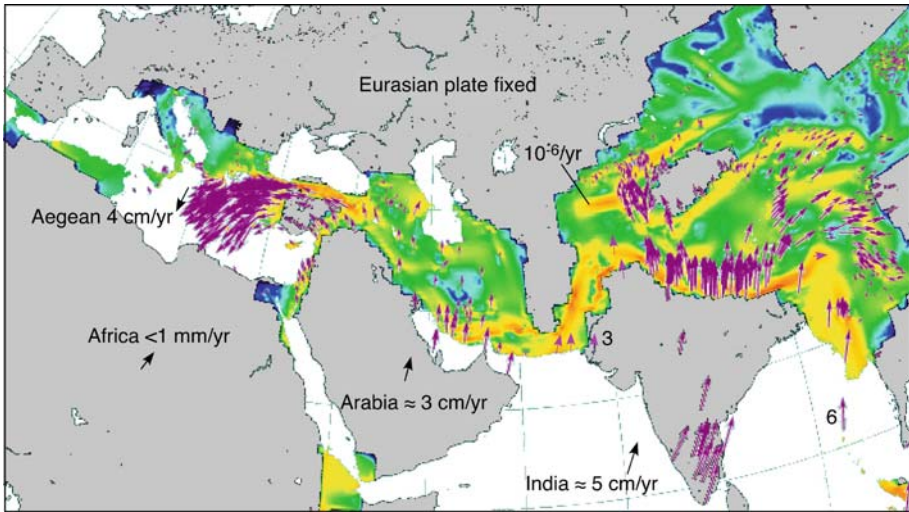 Eurasian plate fixed
10⁻⁶/yr
Aegean 4 cm/yr
Africa <1 mm/yr
3
Arabia ≈ 3 cm/yr
6
India ≈ 5 cm/yr